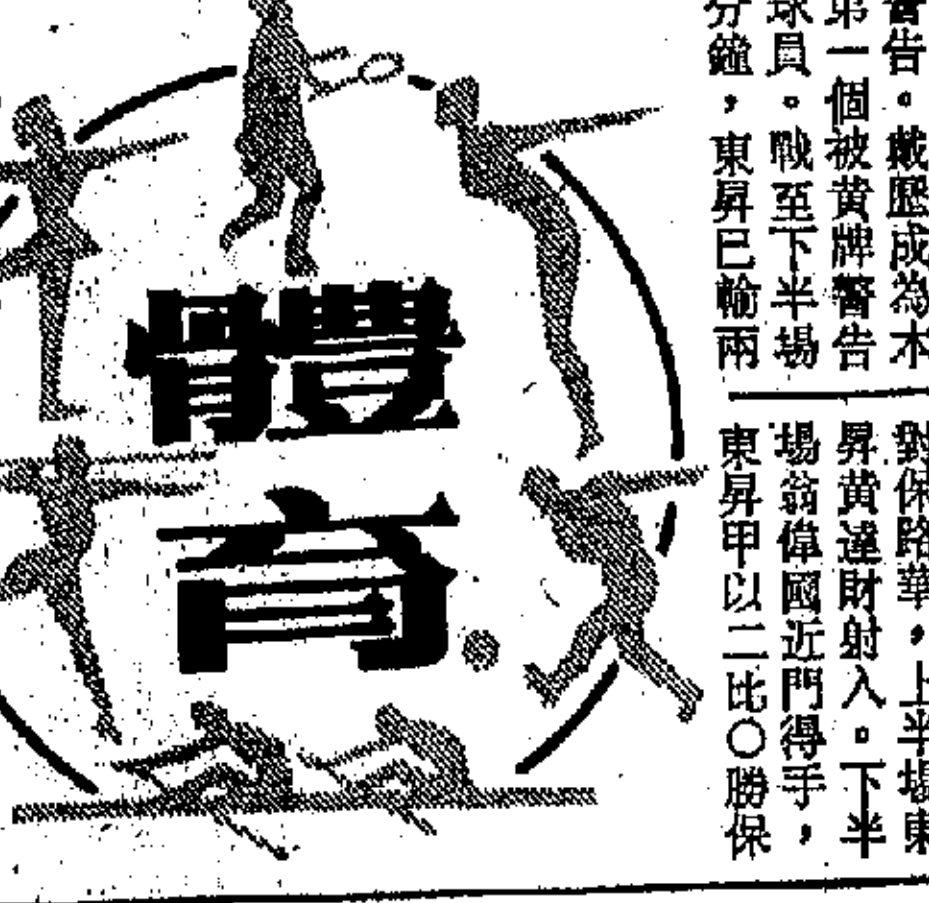 警告。戴壓成為本
第一個被黃牌警告
球員。戰至下半場
分鐘，東昇已輸兩
對保路華，上半場東
昇黃達財射入。下半
場翁偉國近門得手，
東昇甲以二比〇勝保
體育